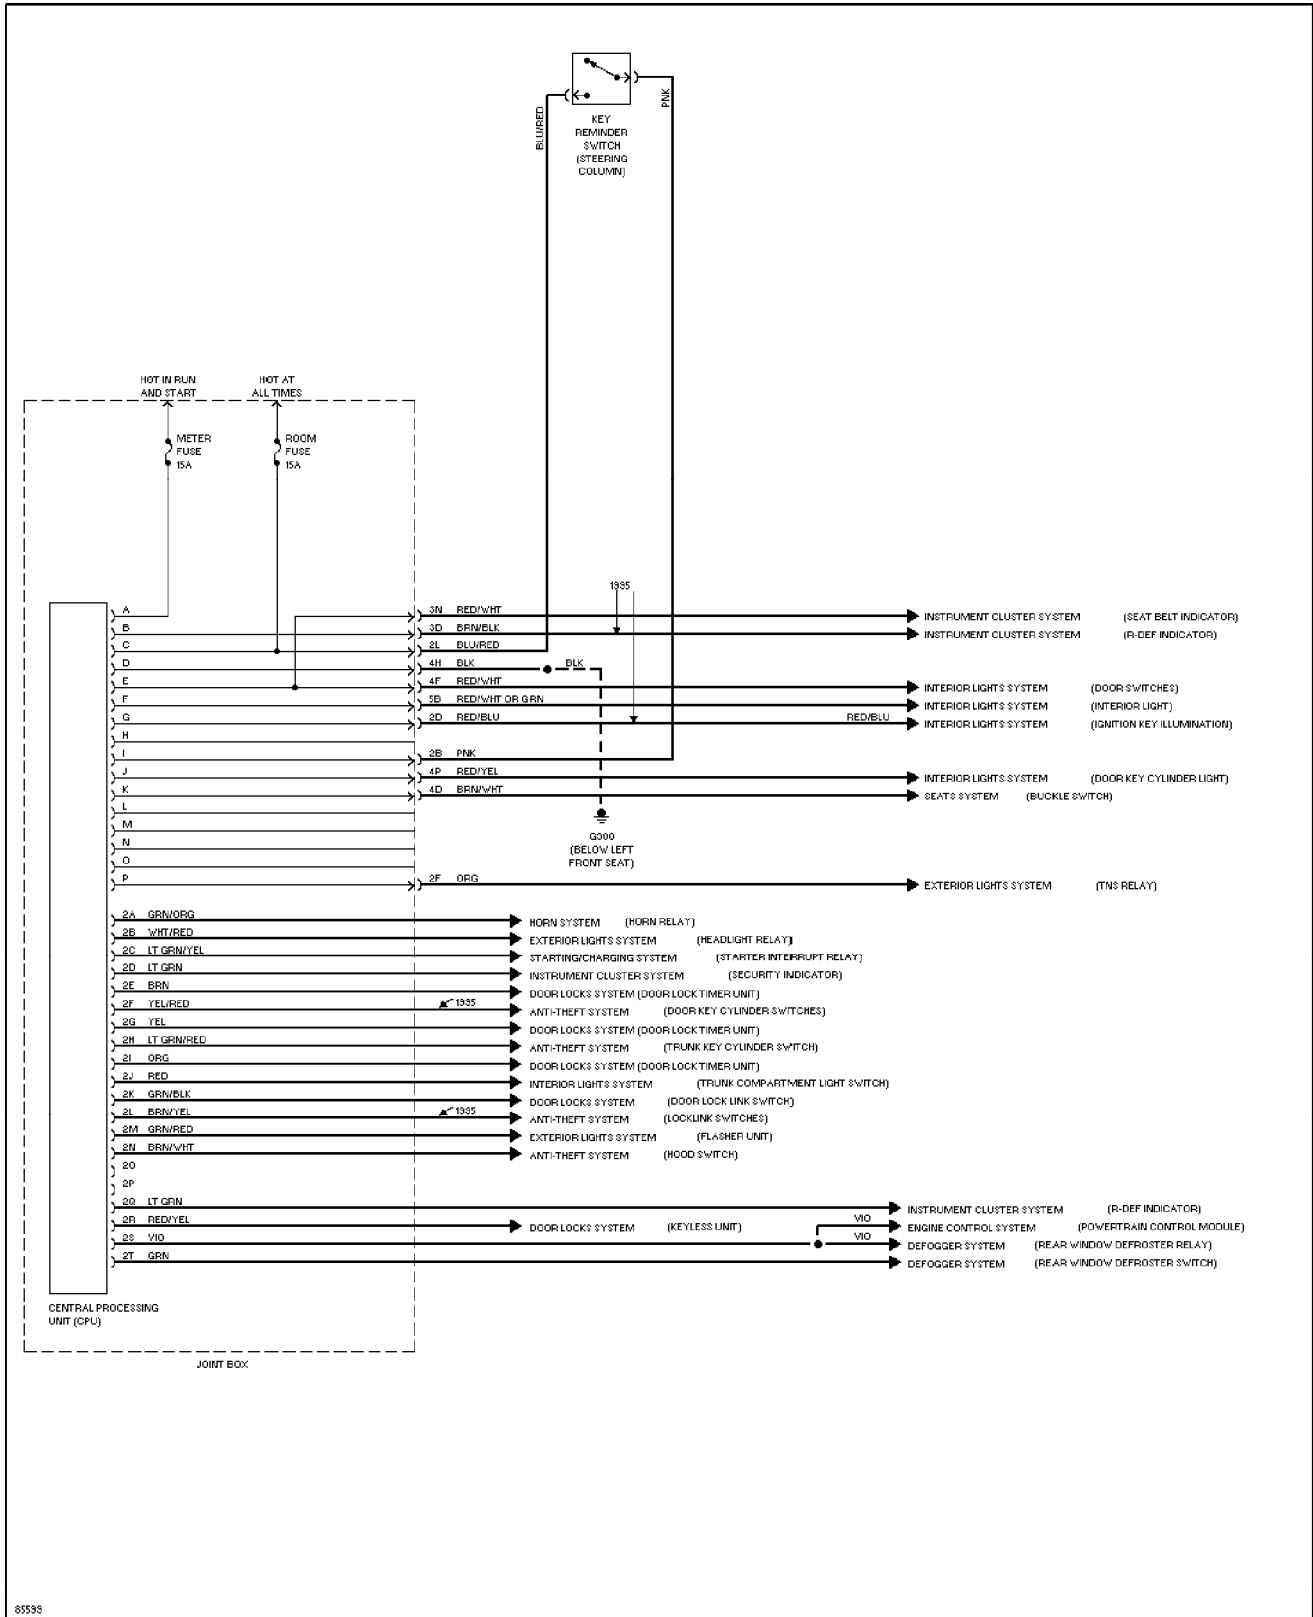 BLU/RED
PNK
KEY
REMINDER
SWITCH
(STEERING
COLUMN)
HOT IN RUN
AND START
HOT AT
ALL TIMES
METER
FUSE
15A
ROOM
FUSE
15A
1995
A 3N RED/WHT INSTRUMENT CLUSTER SYSTEM (SEAT BELT INDICATOR)
B 3D BRN/BLK INSTRUMENT CLUSTER SYSTEM (R-DEF INDICATOR)
C 2L BLU/RED
D 4H BLK BLK
E 4F RED/WHT INTERIOR LIGHTS SYSTEM (DOOR SWITCHES)
F 5B RED/WHT OR GRN INTERIOR LIGHTS SYSTEM (INTERIOR LIGHT)
G 2D RED/BLU RED/BLU INTERIOR LIGHTS SYSTEM (IGNITION KEY ILLUMINATION)
H
I 2B PNK
J 4P RED/YEL INTERIOR LIGHTS SYSTEM (DOOR KEY CYLINDER LIGHT)
K 4D BRN/WHT SEATS SYSTEM (BUCKLE SWITCH)
L
M
N
O
G300
(BELOW LEFT
FRONT SEAT)
P 2F ORG EXTERIOR LIGHTS SYSTEM (TNS RELAY)
2A GRN/ORG HORN SYSTEM (HORN RELAY)
2B WHT/RED EXTERIOR LIGHTS SYSTEM (HEADLIGHT RELAY)
2C LT GRN/YEL STARTING/CHARGING SYSTEM (STARTER INTERRUPT RELAY)
2D LT GRN INSTRUMENT CLUSTER SYSTEM (SECURITY INDICATOR)
2E BRN DOOR LOCKS SYSTEM (DOOR LOCK TIMER UNIT)
2F YEL/RED 1995 ANTI-THEFT SYSTEM (DOOR KEY CYLINDER SWITCHES)
2G YEL DOOR LOCKS SYSTEM (DOOR LOCK TIMER UNIT)
2H LT GRN/RED ANTI-THEFT SYSTEM (TRUNK KEY CYLINDER SWITCH)
2I ORG DOOR LOCKS SYSTEM (DOOR LOCK TIMER UNIT)
2J RED INTERIOR LIGHTS SYSTEM (TRUNK COMPARTMENT LIGHT SWITCH)
2K GRN/BLK DOOR LOCKS SYSTEM (DOOR LOCK LINK SWITCH)
2L BRN/YEL 1995 ANTI-THEFT SYSTEM (LOCKLINK SWITCHES)
2M GRN/RED EXTERIOR LIGHTS SYSTEM (FLASHER UNIT)
2N BRN/WHT ANTI-THEFT SYSTEM (HOOD SWITCH)
2O
2P
2Q LT GRN INSTRUMENT CLUSTER SYSTEM (R-DEF INDICATOR)
2R RED/YEL DOOR LOCKS SYSTEM (KEYLESS UNIT) VIO ENGINE CONTROL SYSTEM (POWERTRAIN CONTROL MODULE)
2S VIO VIO DEFOGGER SYSTEM (REAR WINDOW DEFROSTER RELAY)
2T GRN DEFOGGER SYSTEM (REAR WINDOW DEFROSTER SWITCH)
CENTRAL PROCESSING
UNIT (CPU)
JOINT BOX
85599